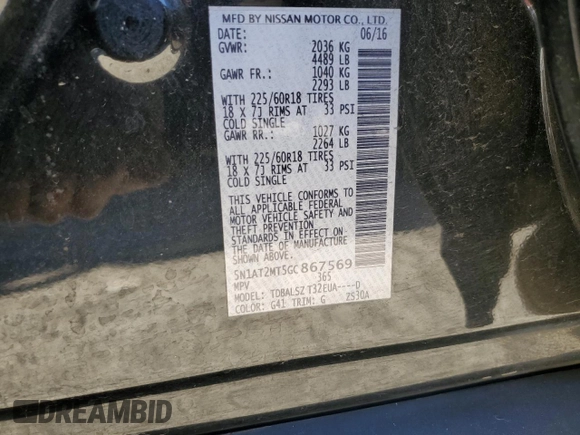 MFD BY NISSAN MOTOR CO., LTD.
DATE: 06/16
GVWR: 2036 KG
4489 LB
GAWR FR.: 1040 KG
2293 LB
WITH 225/60R18 TIRES
18 X 7J RIMS AT 33 PSI
COLD SINGLE
GAWR RR.: 1027 KG
2264 LB
WITH 225/60R18 TIRES
18 X 7J RIMS AT 33 PSI
COLD SINGLE
THIS VEHICLE CONFORMS TO
ALL APPLICABLE FEDERAL
MOTOR VEHICLE SAFETY AND
THEFT PREVENTION
STANDARDS IN EFFECT ON
THE DATE OF MANUFACTURE
SHOWN ABOVE.
5N1AT2MT5GC867569
MPV 365
MODEL: TDBALSZ T32EUA----D
COLOR: G41 TRIM: G ZS30A
DREAMBID